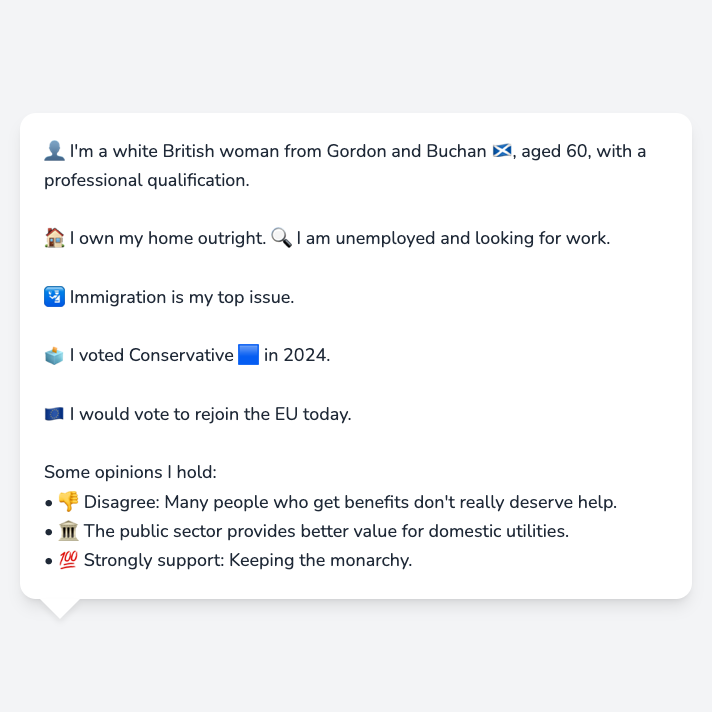 👤 I'm a white British woman from Gordon and Buchan 🏴󠁧󠁢󠁳󠁣󠁴󠁿, aged 60, with a
professional qualification.
🏠 I own my home outright. 🔍 I am unemployed and looking for work.
🛂 Immigration is my top issue.
🗳️ I voted Conservative 🟦 in 2024.
🇪🇺 I would vote to rejoin the EU today.
Some opinions I hold:
• 👎 Disagree: Many people who get benefits don't really deserve help.
• 🏛️ The public sector provides better value for domestic utilities.
• 💯 Strongly support: Keeping the monarchy.